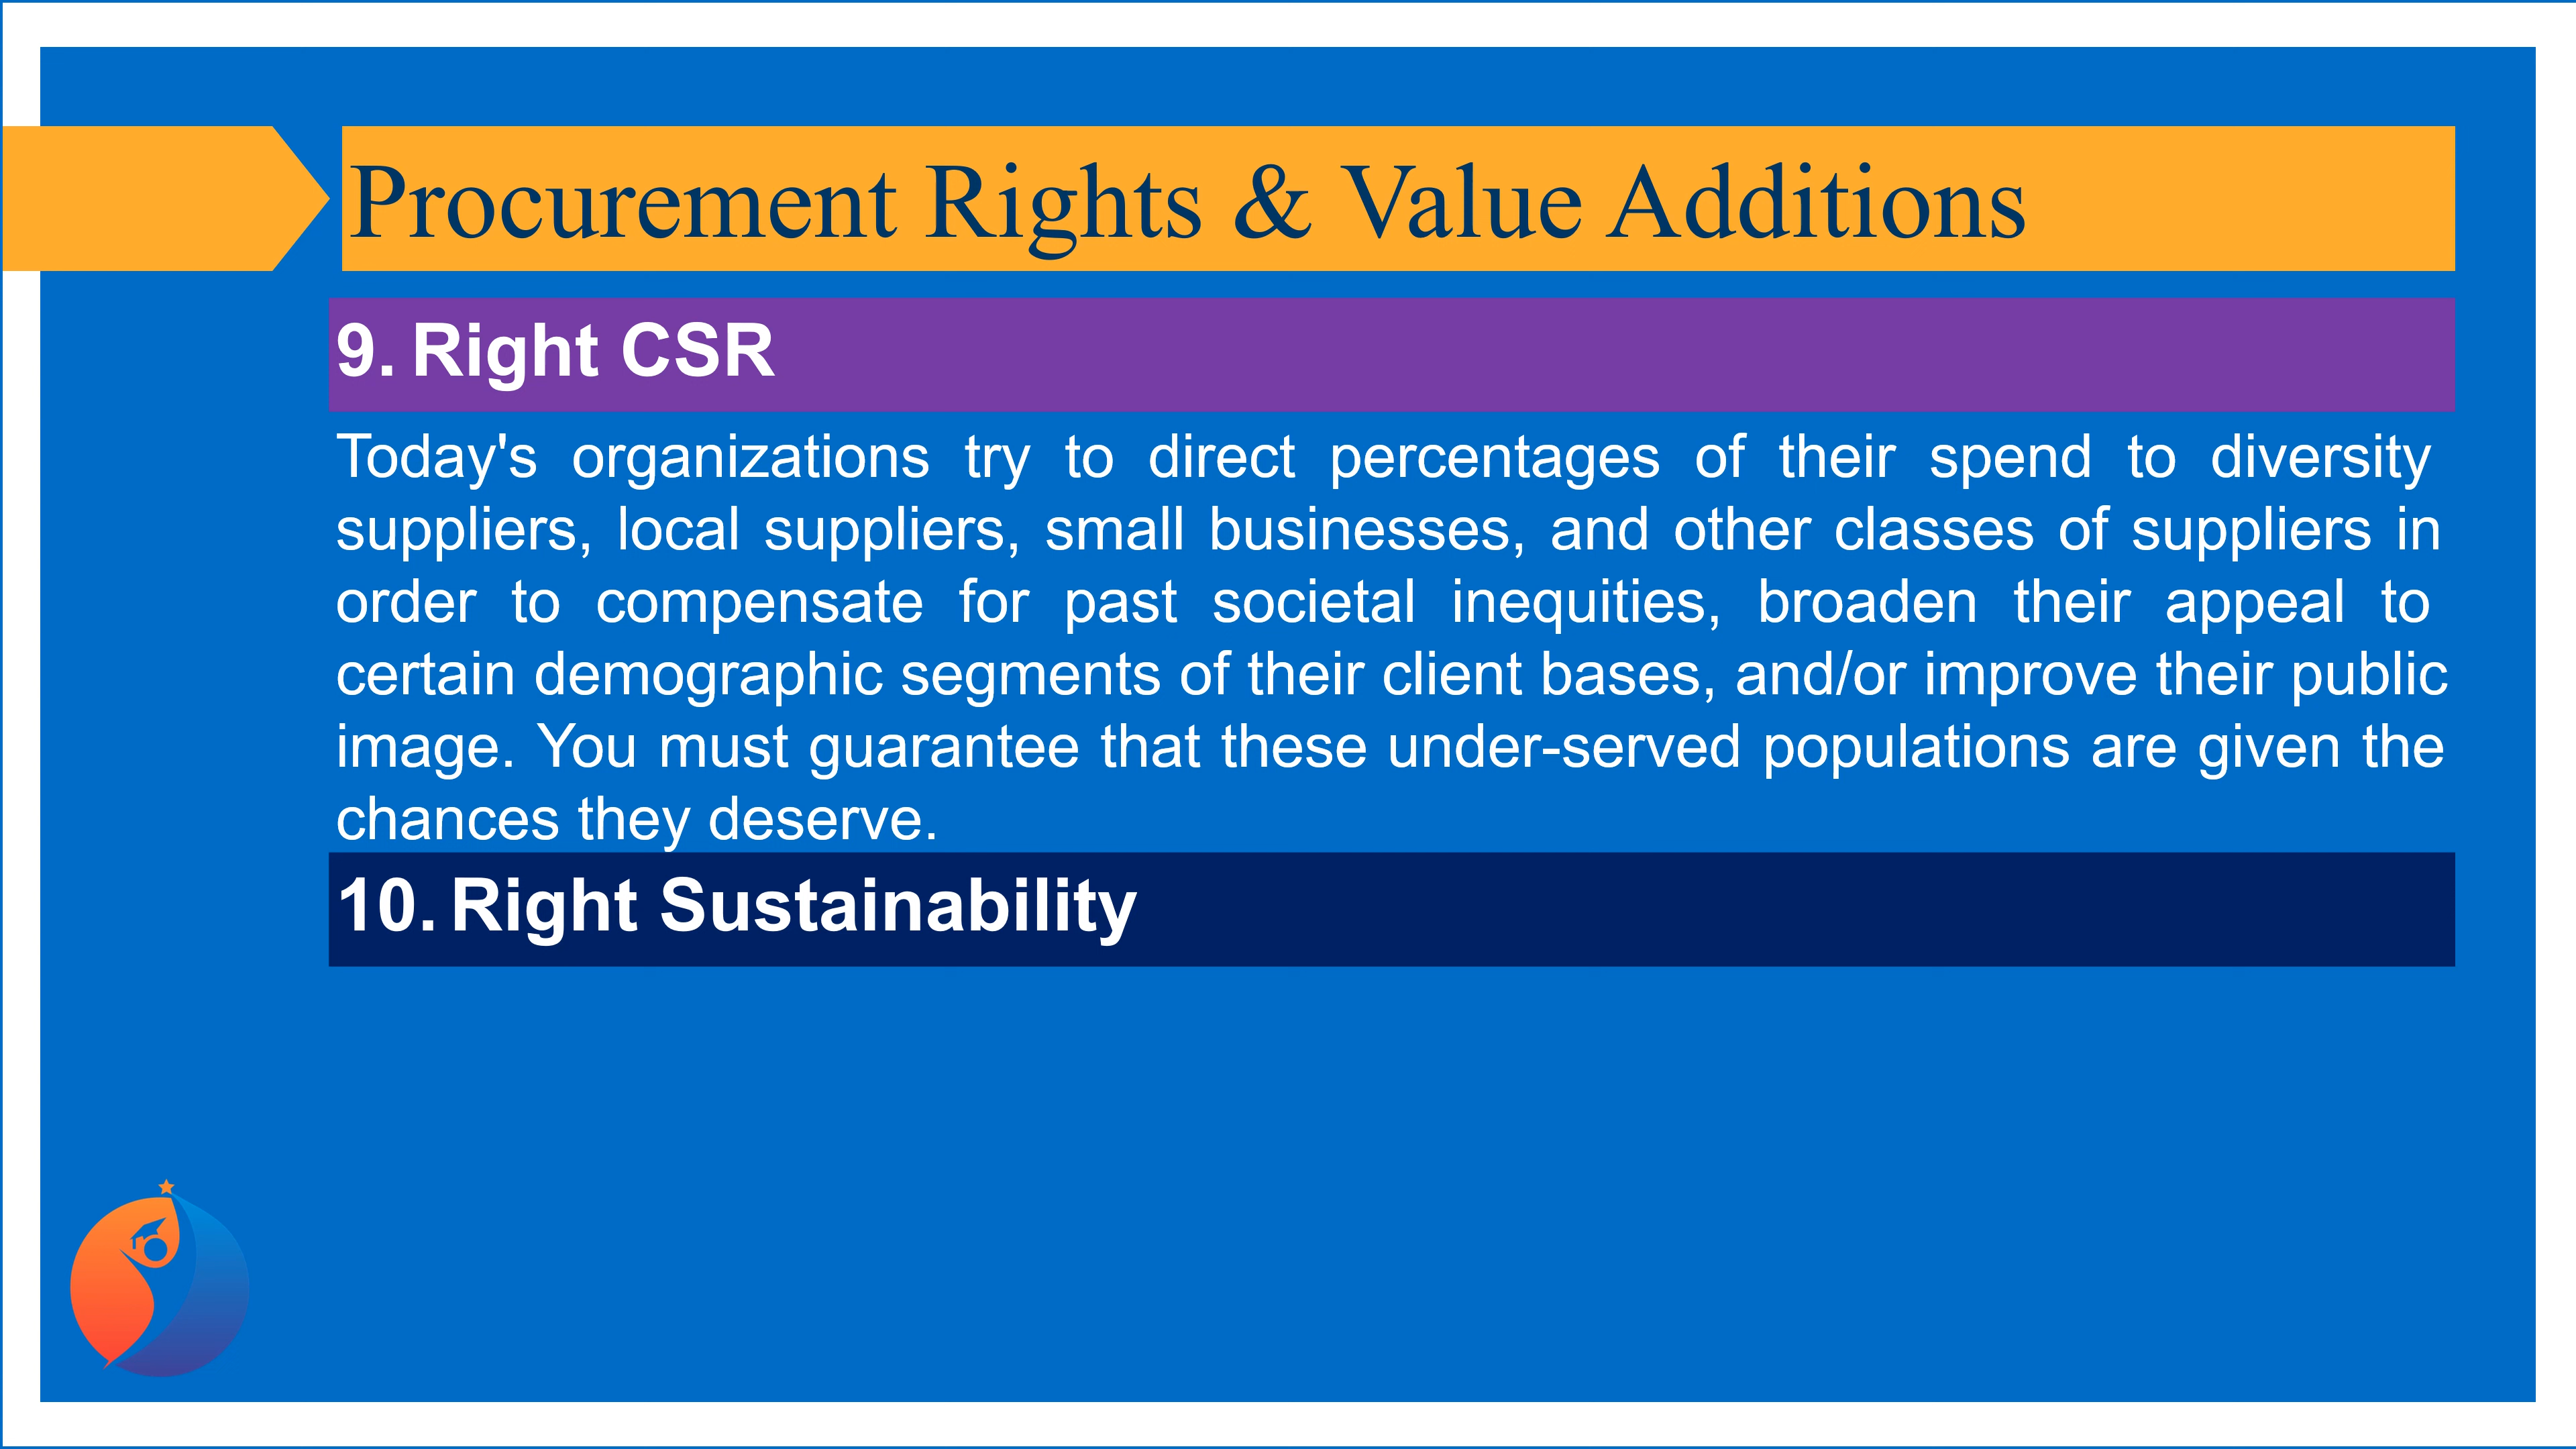 Procurement Rights & Value Additions
9. Right CSR
Today's organizations try to direct percentages of their spend to diversity
suppliers, local suppliers, small businesses, and other classes of suppliers in
order to compensate for past societal inequities, broaden their appeal to
certain demographic segments of their client bases, and/or improve their public
image. You must guarantee that these under-served populations are given the
chances they deserve.
10. Right Sustainability